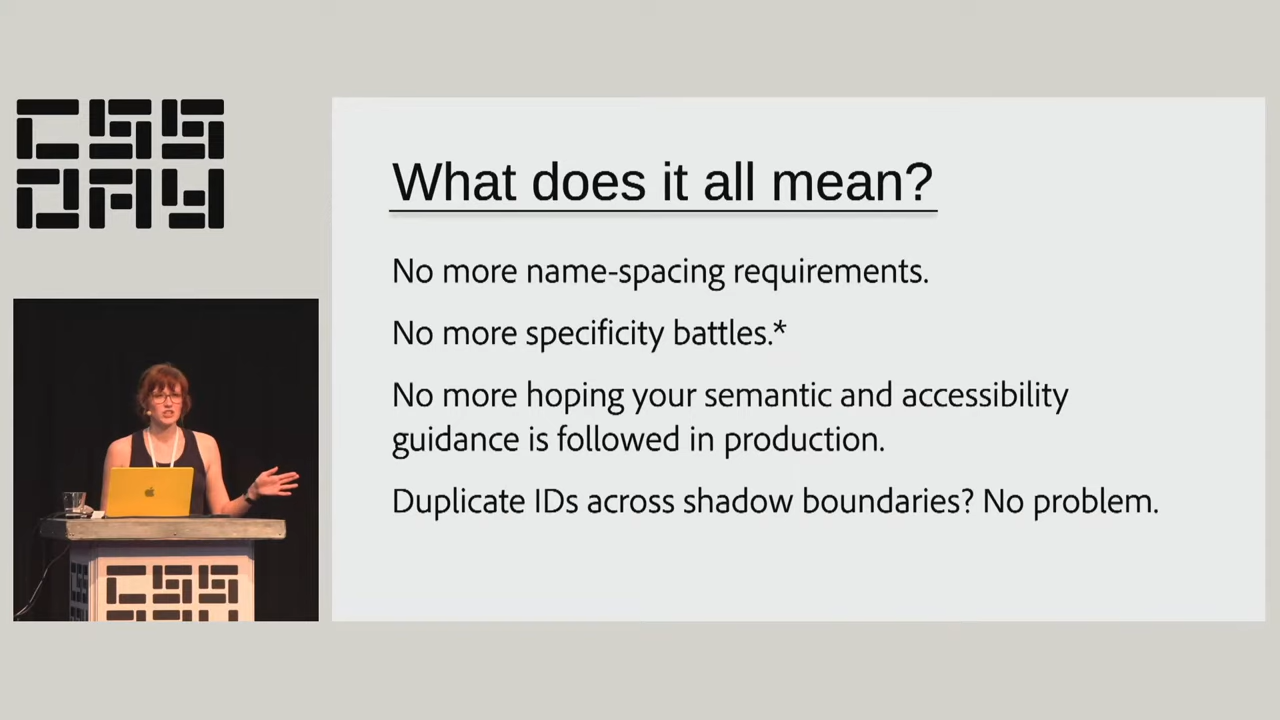 CSS
DAY
What does it all mean?
No more name-spacing requirements.
No more specificity battles.*
No more hoping your semantic and accessibility
guidance is followed in production.
Duplicate IDs across shadow boundaries? No problem.
CSS